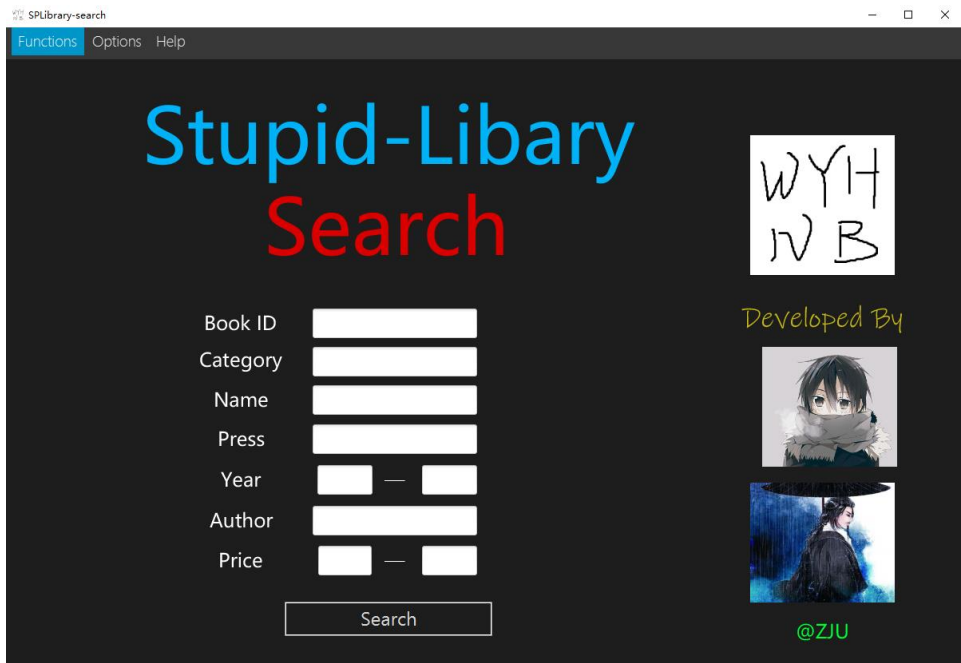 SPLibrary-search
Functions Options Help
Stupid-Libary
Search
Book ID
Category
Name
Press
Year —
Author
Price —
Search
WYH
NB
Developed By
@ZJU